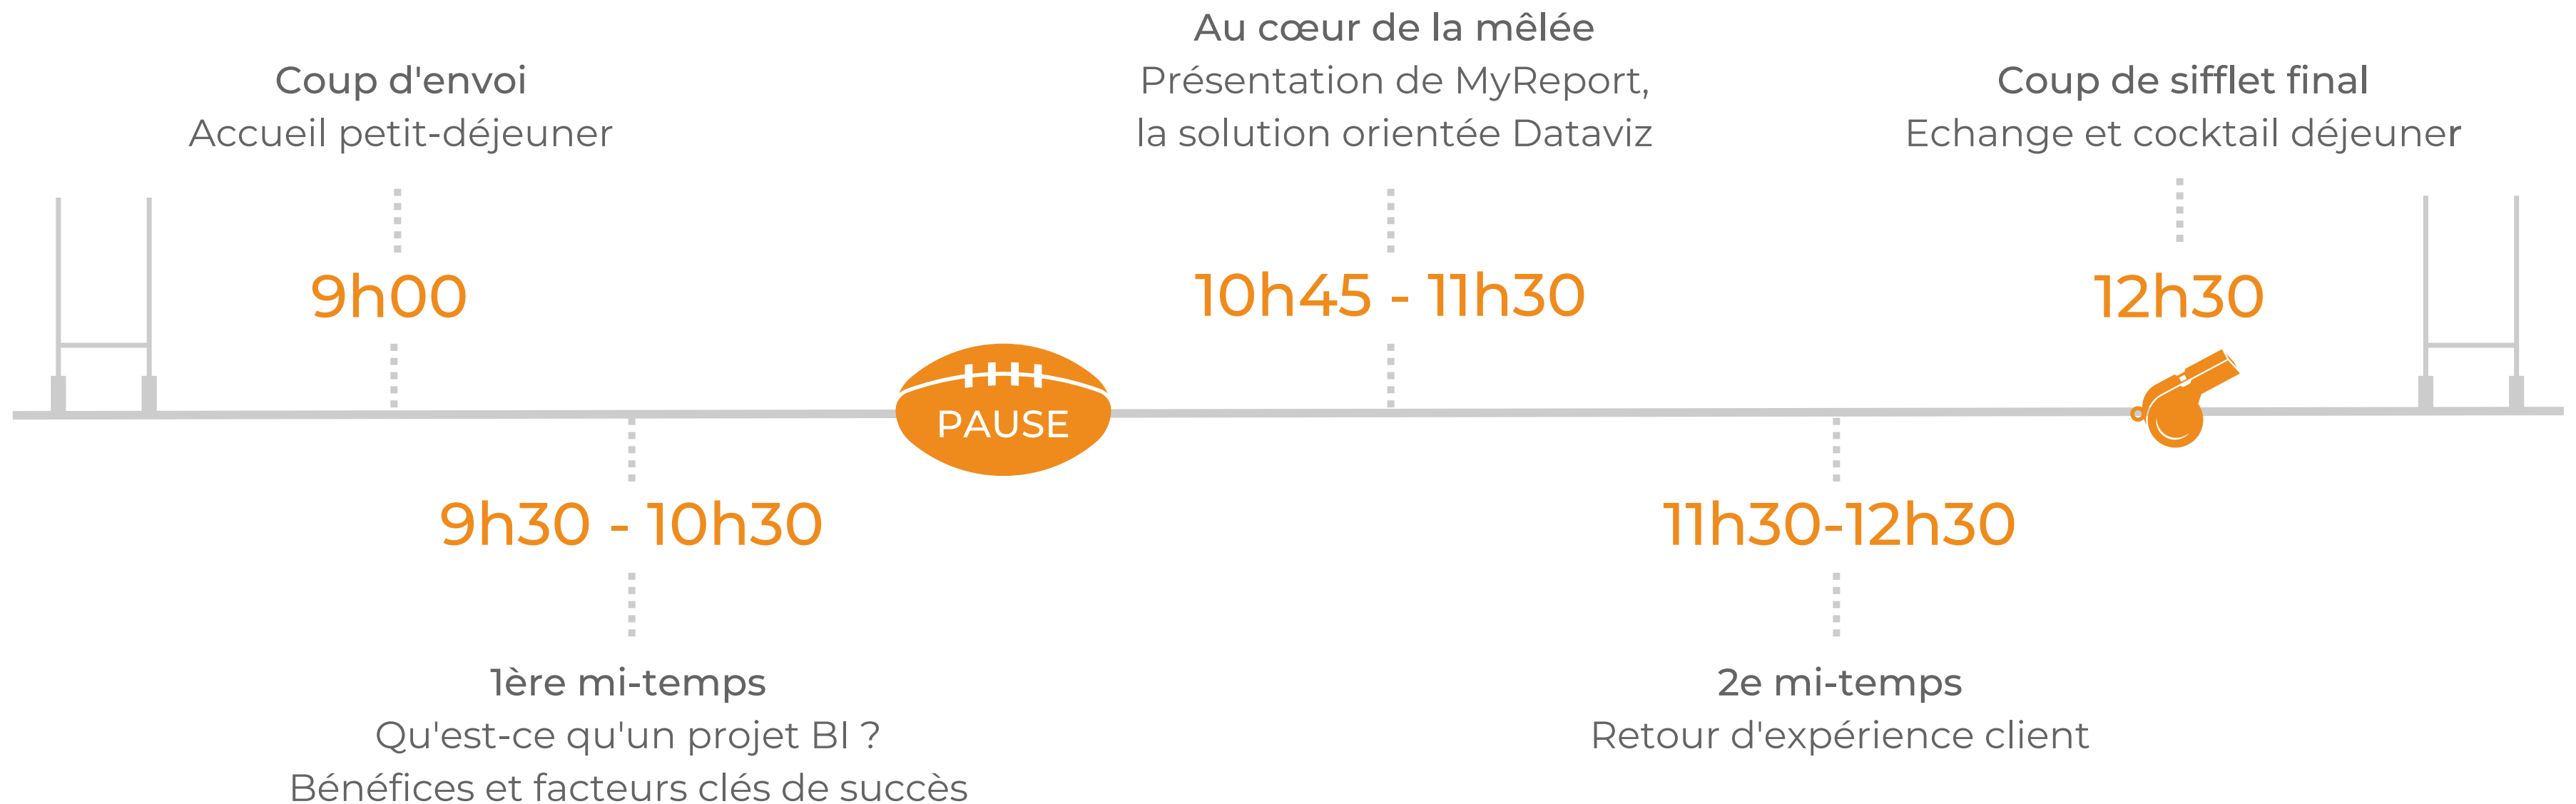 Coup d'envoi
Accueil petit-déjeuner
9h00
9h30 - 10h30
1ère mi-temps
Qu'est-ce qu'un projet BI ?
Bénéfices et facteurs clés de succès
PAUSE
Au cœur de la mêlée
Présentation de MyReport,
la solution orientée Dataviz
10h45 - 11h30
11h30-12h30
2e mi-temps
Retour d'expérience client
Coup de sifflet final
Echange et cocktail déjeuner
12h30